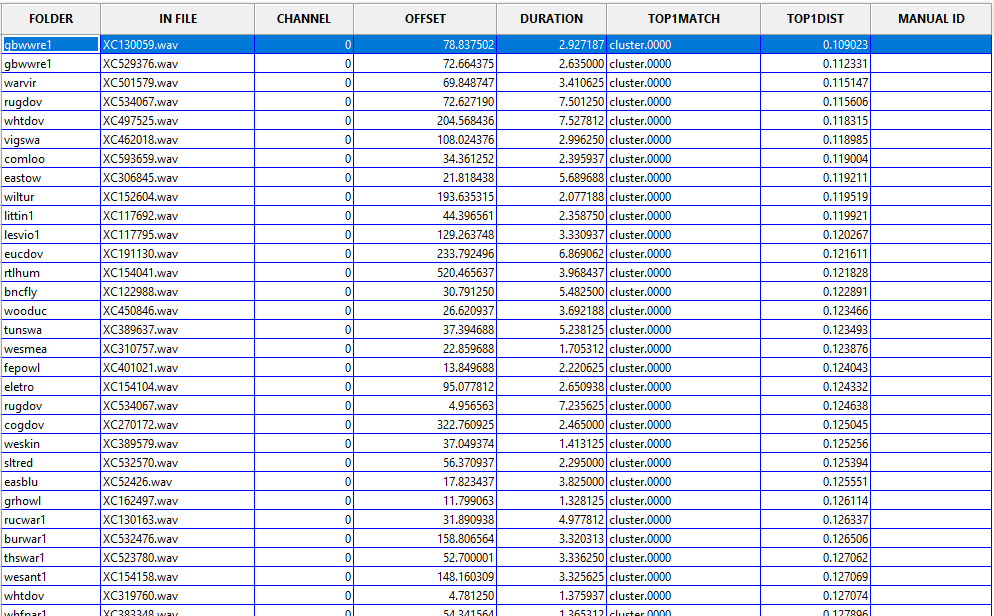 FOLDER IN FILE CHANNEL OFFSET DURATION TOP1MATCH TOP1DIST MANUAL ID
gbwwre1 XC130059.wav 0 78.837502 2.927187 cluster.0000 0.109023
gbwwre1 XC529376.wav 0 72.664375 2.635000 cluster.0000 0.112331
warvir XC501579.wav 0 69.848747 3.410625 cluster.0000 0.115147
rugdov XC534067.wav 0 72.627190 7.501250 cluster.0000 0.115606
whtdov XC497525.wav 0 204.568436 7.527812 cluster.0000 0.118315
vigswa XC462018.wav 0 108.024376 2.996250 cluster.0000 0.118985
comloo XC593659.wav 0 34.361252 2.395937 cluster.0000 0.119004
eastow XC306845.wav 0 21.818438 5.689688 cluster.0000 0.119211
wiltur XC152604.wav 0 193.635315 2.077188 cluster.0000 0.119519
littin1 XC117692.wav 0 44.396561 2.358750 cluster.0000 0.119921
lesvio1 XC117795.wav 0 129.263748 3.330937 cluster.0000 0.120267
eucdov XC191130.wav 0 233.792496 6.869062 cluster.0000 0.121611
rtlhum XC154041.wav 0 520.465637 3.968437 cluster.0000 0.121828
bncfly XC122988.wav 0 30.791250 5.482500 cluster.0000 0.122891
wooduc XC450846.wav 0 26.620937 3.692188 cluster.0000 0.123466
tunswa XC389637.wav 0 37.394688 5.238125 cluster.0000 0.123493
wesmea XC310757.wav 0 22.859688 1.705312 cluster.0000 0.123876
fepowl XC401021.wav 0 13.849688 2.220625 cluster.0000 0.124043
eletro XC154104.wav 0 95.077812 2.650938 cluster.0000 0.124332
rugdov XC534067.wav 0 4.956563 7.235625 cluster.0000 0.124638
cogdov XC270172.wav 0 322.760925 2.465000 cluster.0000 0.125045
weskin XC389579.wav 0 37.049374 1.413125 cluster.0000 0.125256
sltred XC532570.wav 0 56.370937 2.295000 cluster.0000 0.125394
easblu XC52426.wav 0 17.823437 3.825000 cluster.0000 0.125551
grhowl XC162497.wav 0 11.799063 1.328125 cluster.0000 0.126114
rucwar1 XC130163.wav 0 31.890938 4.977812 cluster.0000 0.126337
burwar1 XC532476.wav 0 158.806564 3.320313 cluster.0000 0.126506
thswar1 XC523780.wav 0 52.700001 3.336250 cluster.0000 0.127062
wesant1 XC154158.wav 0 148.160309 3.325625 cluster.0000 0.127069
whtdov XC319760.wav 0 4.781250 1.375937 cluster.0000 0.127074
XC383348.wav 0 54.341564 1.365312 cluster.0000 0.127896